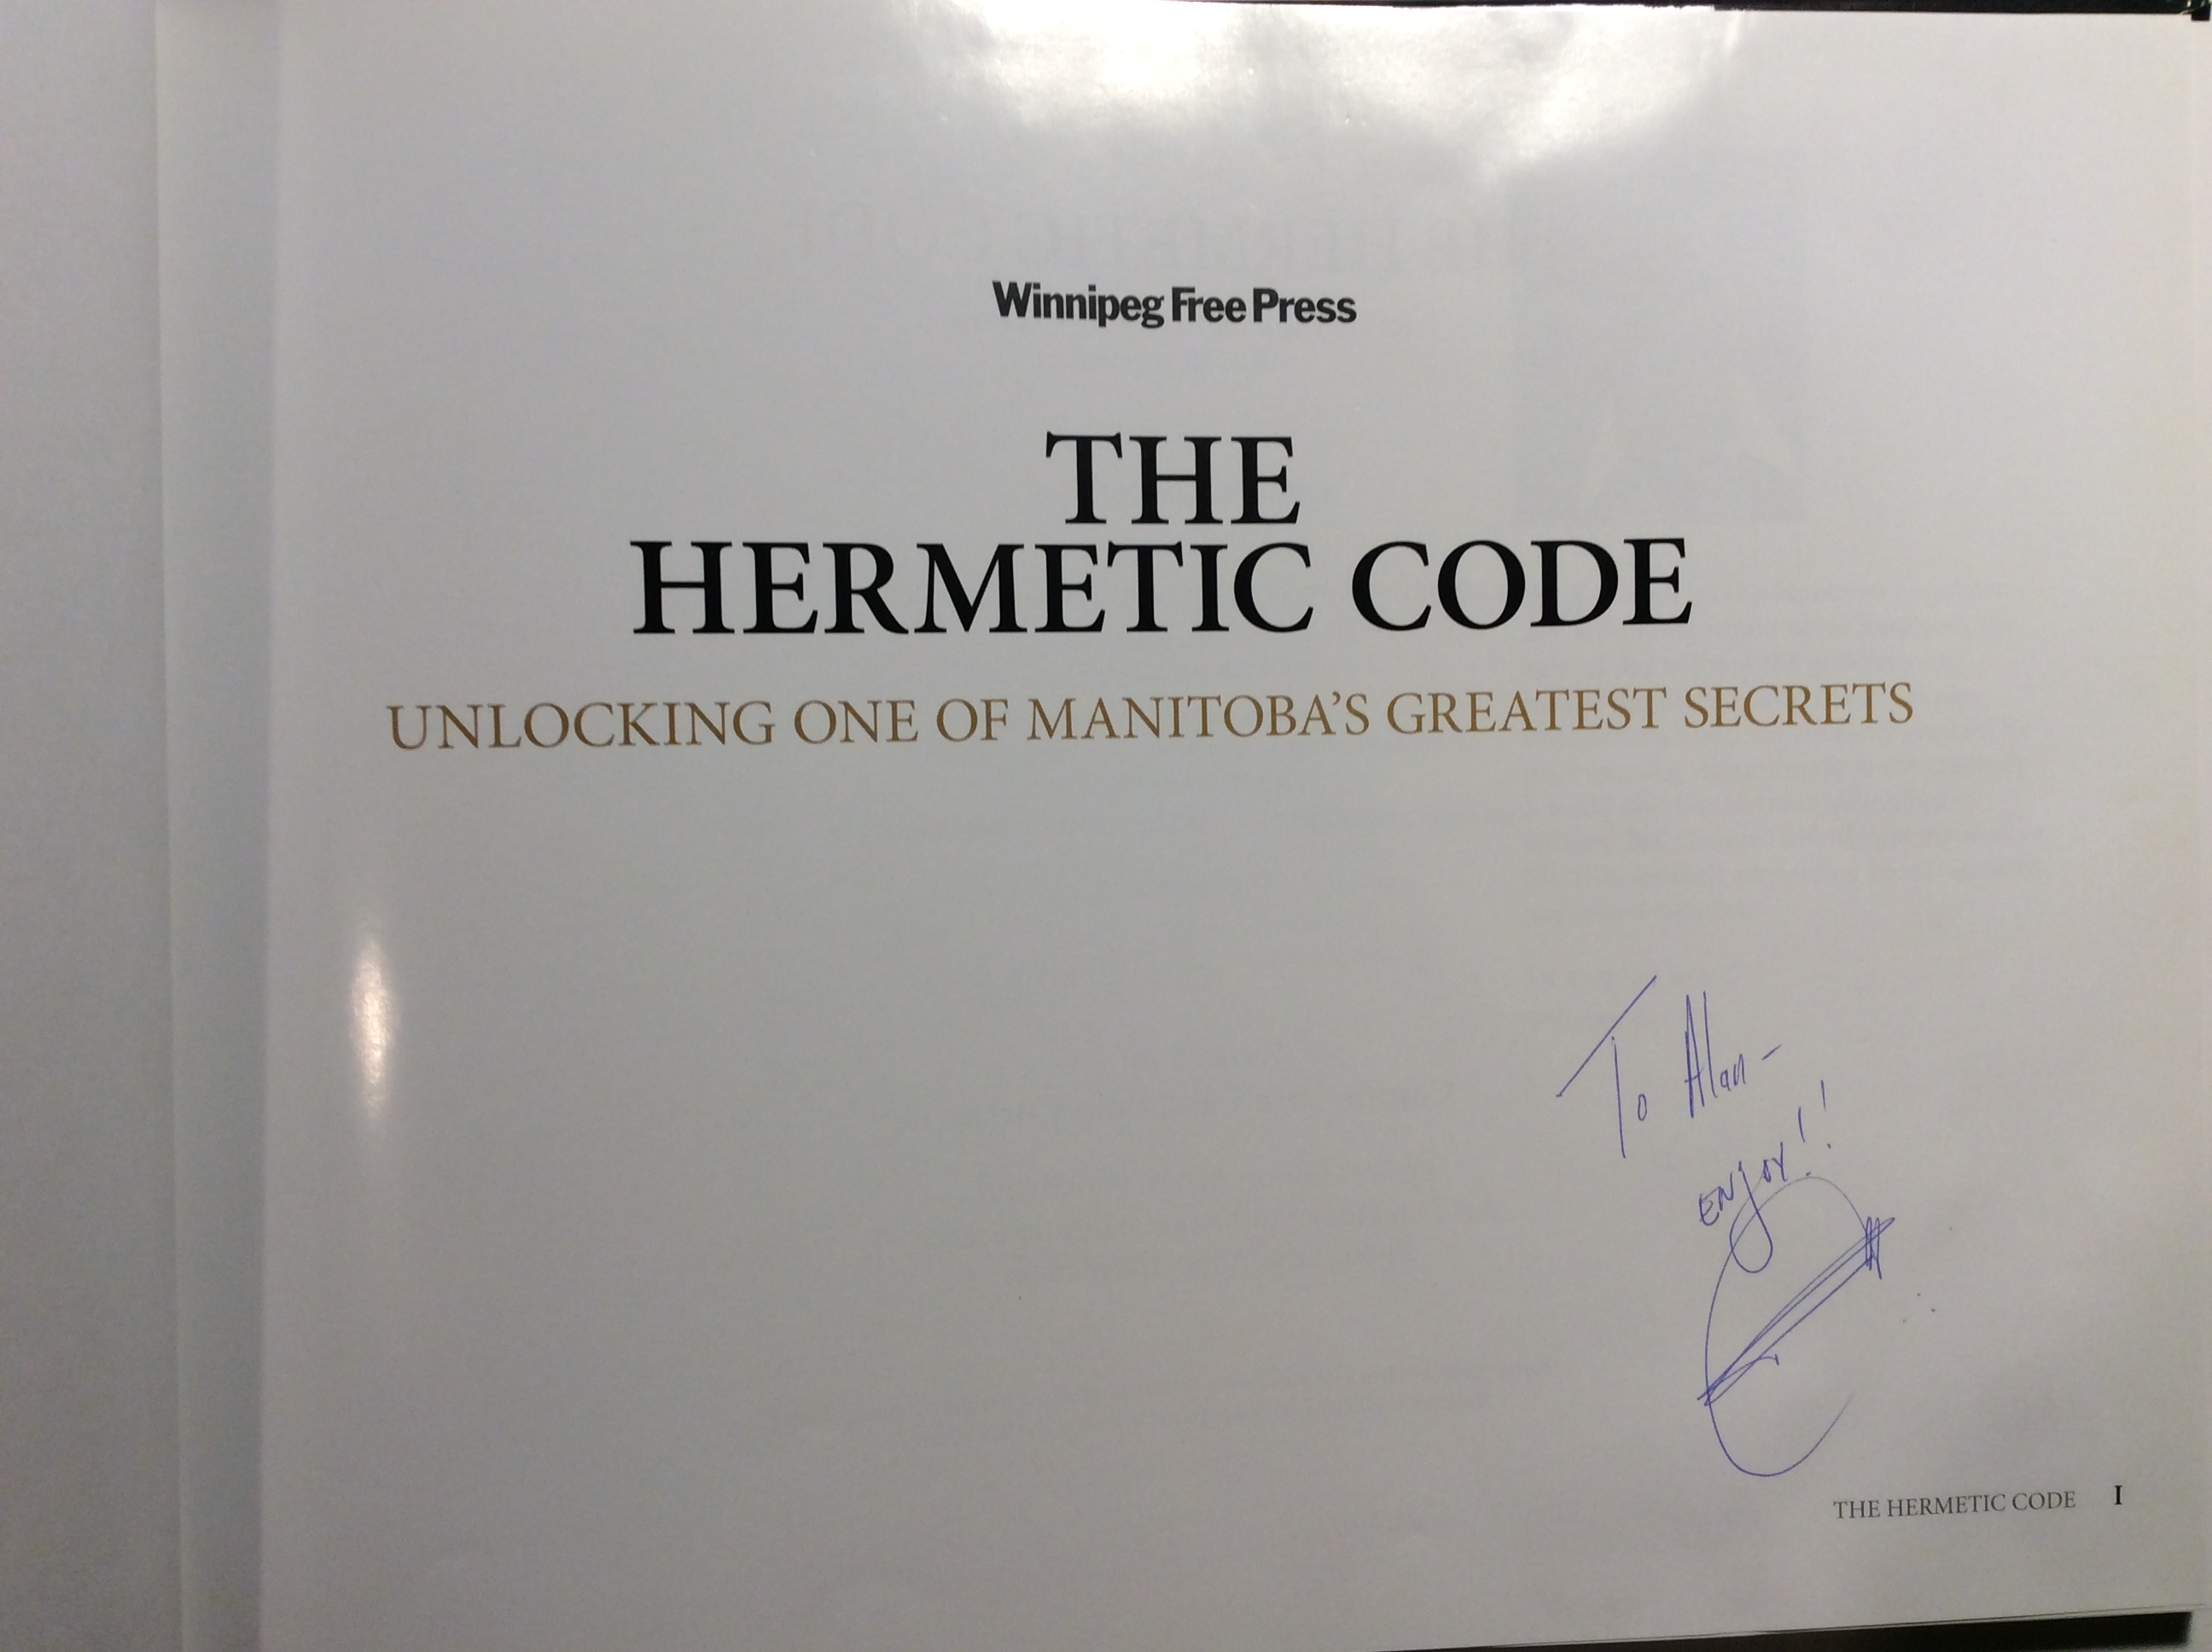 Winnipeg Free Press
THE
HERMETIC CODE
UNLOCKING ONE OF MANITOBA'S GREATEST SECRETS
To Alan –
ENJOY!!
THE HERMETIC CODE I